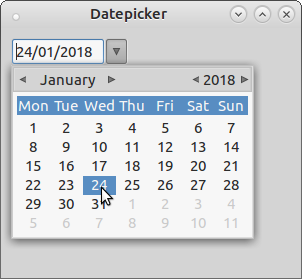 Datepicker
24/01/2018
January 2018
Mon Tue Wed Thu Fri Sat Sun
1 2 3 4 5 6 7
8 9 10 11 12 13 14
15 16 17 18 19 20 21
22 23 24 25 26 27 28
29 30 31 1 2 3 4
5 6 7 8 9 10 11